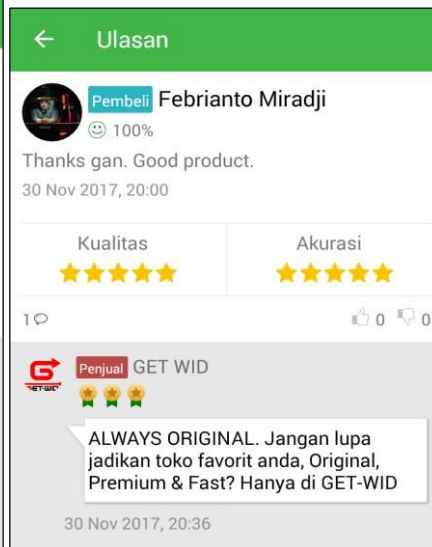 Ulasan
Pembeli Febrianto Miradji
100%
Thanks gan. Good product.
30 Nov 2017, 20:00
Kualitas Akurasi
1 0 0
G
GET-WID
Penjual GET WID
ALWAYS ORIGINAL. Jangan lupa
jadikan toko favorit anda, Original,
Premium & Fast? Hanya di GET-WID
30 Nov 2017, 20:36